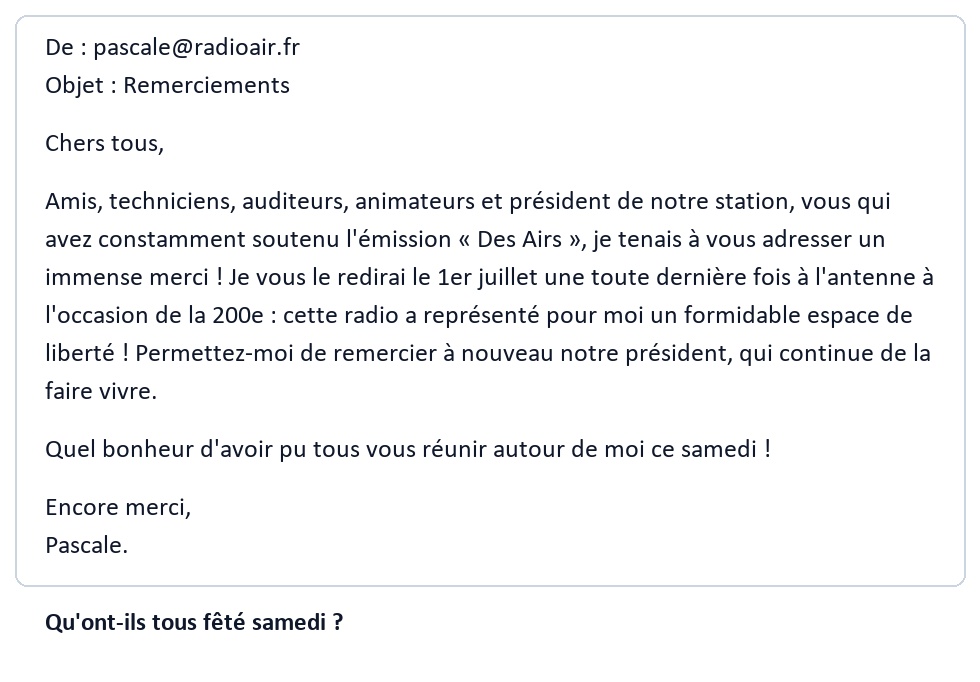 De : pascale@radioair.fr
Objet : Remerciements
Chers tous,
Amis, techniciens, auditeurs, animateurs et président de notre station, vous qui
avez constamment soutenu l'émission « Des Airs », je tenais à vous adresser un
immense merci ! Je vous le redirai le 1er juillet une toute dernière fois à l'antenne à
l'occasion de la 200e : cette radio a représenté pour moi un formidable espace de
liberté ! Permettez-moi de remercier à nouveau notre président, qui continue de la
faire vivre.
Quel bonheur d'avoir pu tous vous réunir autour de moi ce samedi !
Encore merci,
Pascale.
Qu'ont-ils tous fêté samedi ?